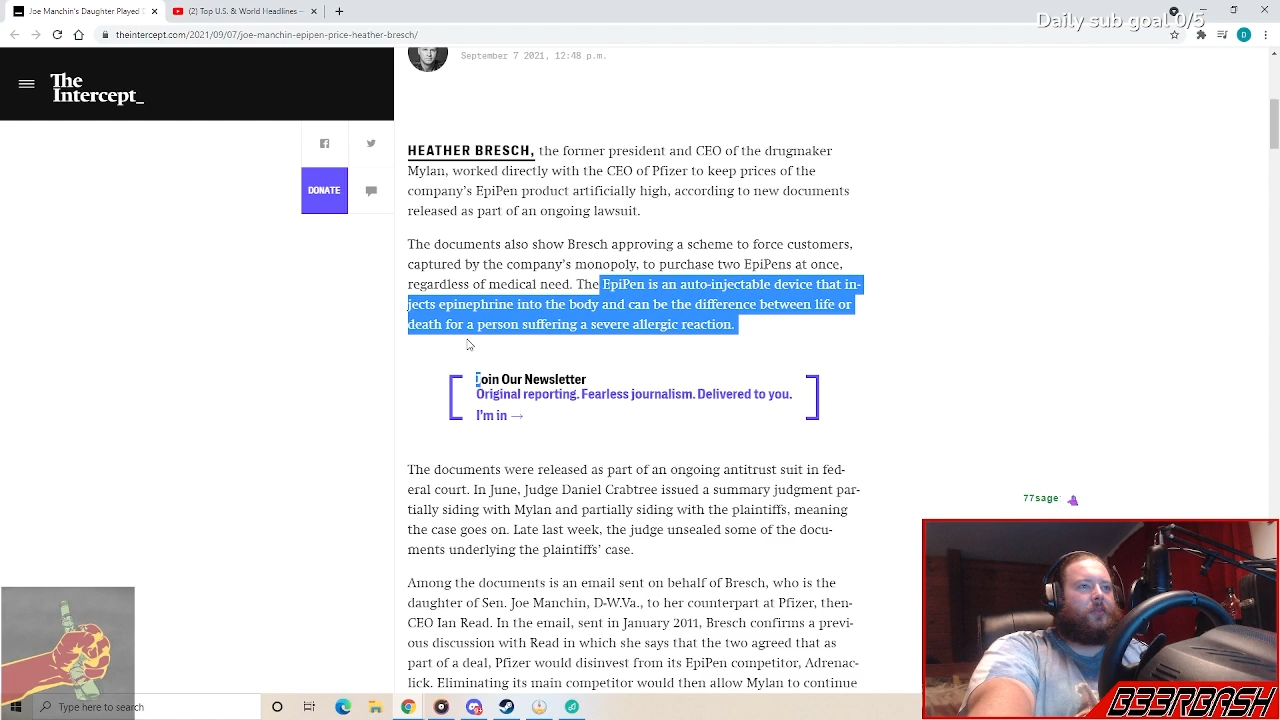 Joe Manchin's Daughter Played D
(2) Top U.S. & World Headlines —
Daily sub goal 0/5
theintercept.com/2021/09/07/joe-manchin-epipen-price-heather-bresch/
D
The
Intercept_
September 7 2021, 12:48 p.m.
DONATE
HEATHER BRESCH, the former president and CEO of the drugmaker
Mylan, worked directly with the CEO of Pfizer to keep prices of the
company's EpiPen product artificially high, according to new documents
released as part of an ongoing lawsuit.
The documents also show Bresch approving a scheme to force customers,
captured by the company's monopoly, to purchase two EpiPens at once,
regardless of medical need. The EpiPen is an auto-injectable device that in-
jects epinephrine into the body and can be the difference between life or
death for a person suffering a severe allergic reaction.
Join Our Newsletter
Original reporting. Fearless journalism. Delivered to you.
I'm in →
The documents were released as part of an ongoing antitrust suit in fed-
eral court. In June, Judge Daniel Crabtree issued a summary judgment par-
tially siding with Mylan and partially siding with the plaintiffs, meaning
the case goes on. Late last week, the judge unsealed some of the docu-
ments underlying the plaintiffs' case.
Among the documents is an email sent on behalf of Bresch, who is the
daughter of Sen. Joe Manchin, D-W.Va., to her counterpart at Pfizer, then-
CEO Ian Read. In the email, sent in January 2011, Bresch confirms a previ-
ous discussion with Read in which she says that the two agreed that as
part of a deal, Pfizer would disinvest from its EpiPen competitor, Adrenac-
lick. Eliminating its main competitor would then allow Mylan to continue
77sage
Type here to search
B33RBASH